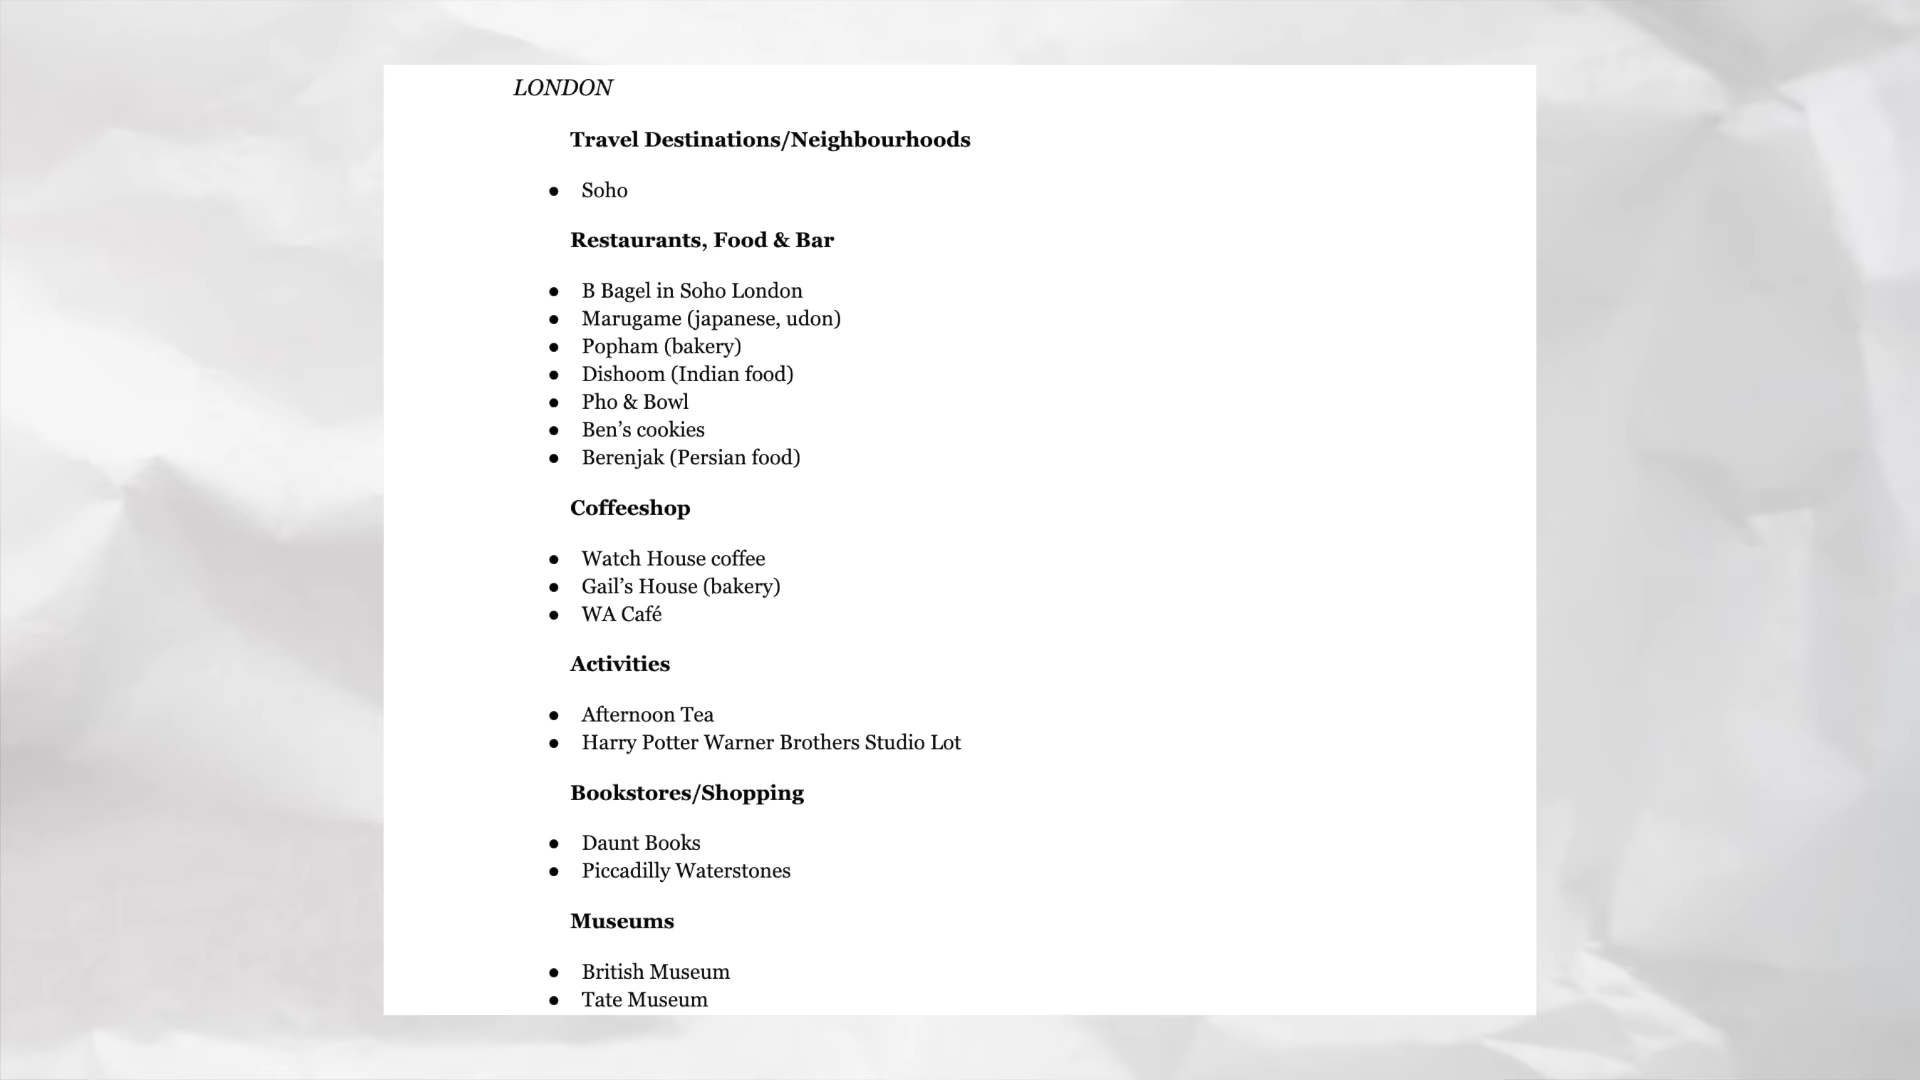 LONDON
Travel Destinations/Neighbourhoods
● Soho
Restaurants, Food & Bar
● B Bagel in Soho London
● Marugame (japanese, udon)
● Popham (bakery)
● Dishoom (Indian food)
● Pho & Bowl
● Ben’s cookies
● Berenjak (Persian food)
Coffeeshop
● Watch House coffee
● Gail’s House (bakery)
● WA Café
Activities
● Afternoon Tea
● Harry Potter Warner Brothers Studio Lot
Bookstores/Shopping
● Daunt Books
● Piccadilly Waterstones
Museums
● British Museum
● Tate Museum